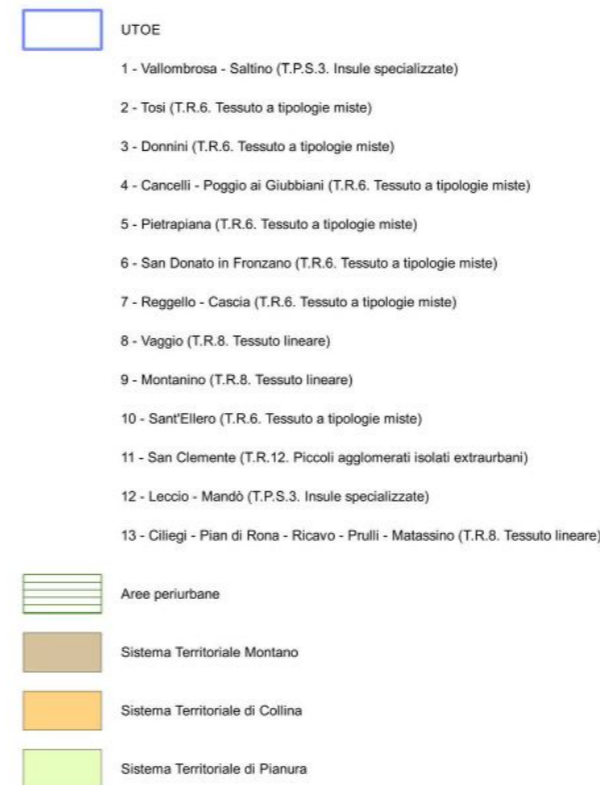 UTOE
1 - Vallombrosa - Saltino (T.P.S.3. Insule specializzate)
2 - Tosi (T.R.6. Tessuto a tipologie miste)
3 - Donnini (T.R.6. Tessuto a tipologie miste)
4 - Cancelli - Poggio ai Giubbiani (T.R.6. Tessuto a tipologie miste)
5 - Pietrapiana (T.R.6. Tessuto a tipologie miste)
6 - San Donato in Fronzano (T.R.6. Tessuto a tipologie miste)
7 - Reggello - Cascia (T.R.6. Tessuto a tipologie miste)
8 - Vaggio (T.R.8. Tessuto lineare)
9 - Montanino (T.R.8. Tessuto lineare)
10 - Sant'Ellero (T.R.6. Tessuto a tipologie miste)
11 - San Clemente (T.R.12. Piccoli agglomerati isolati extraurbani)
12 - Leccio - Mandò (T.P.S.3. Insule specializzate)
13 - Ciliegi - Pian di Rona - Ricavo - Prulli - Matassino (T.R.8. Tessuto lineare)
Aree periurbane
Sistema Territoriale Montano
Sistema Territoriale di Collina
Sistema Territoriale di Pianura